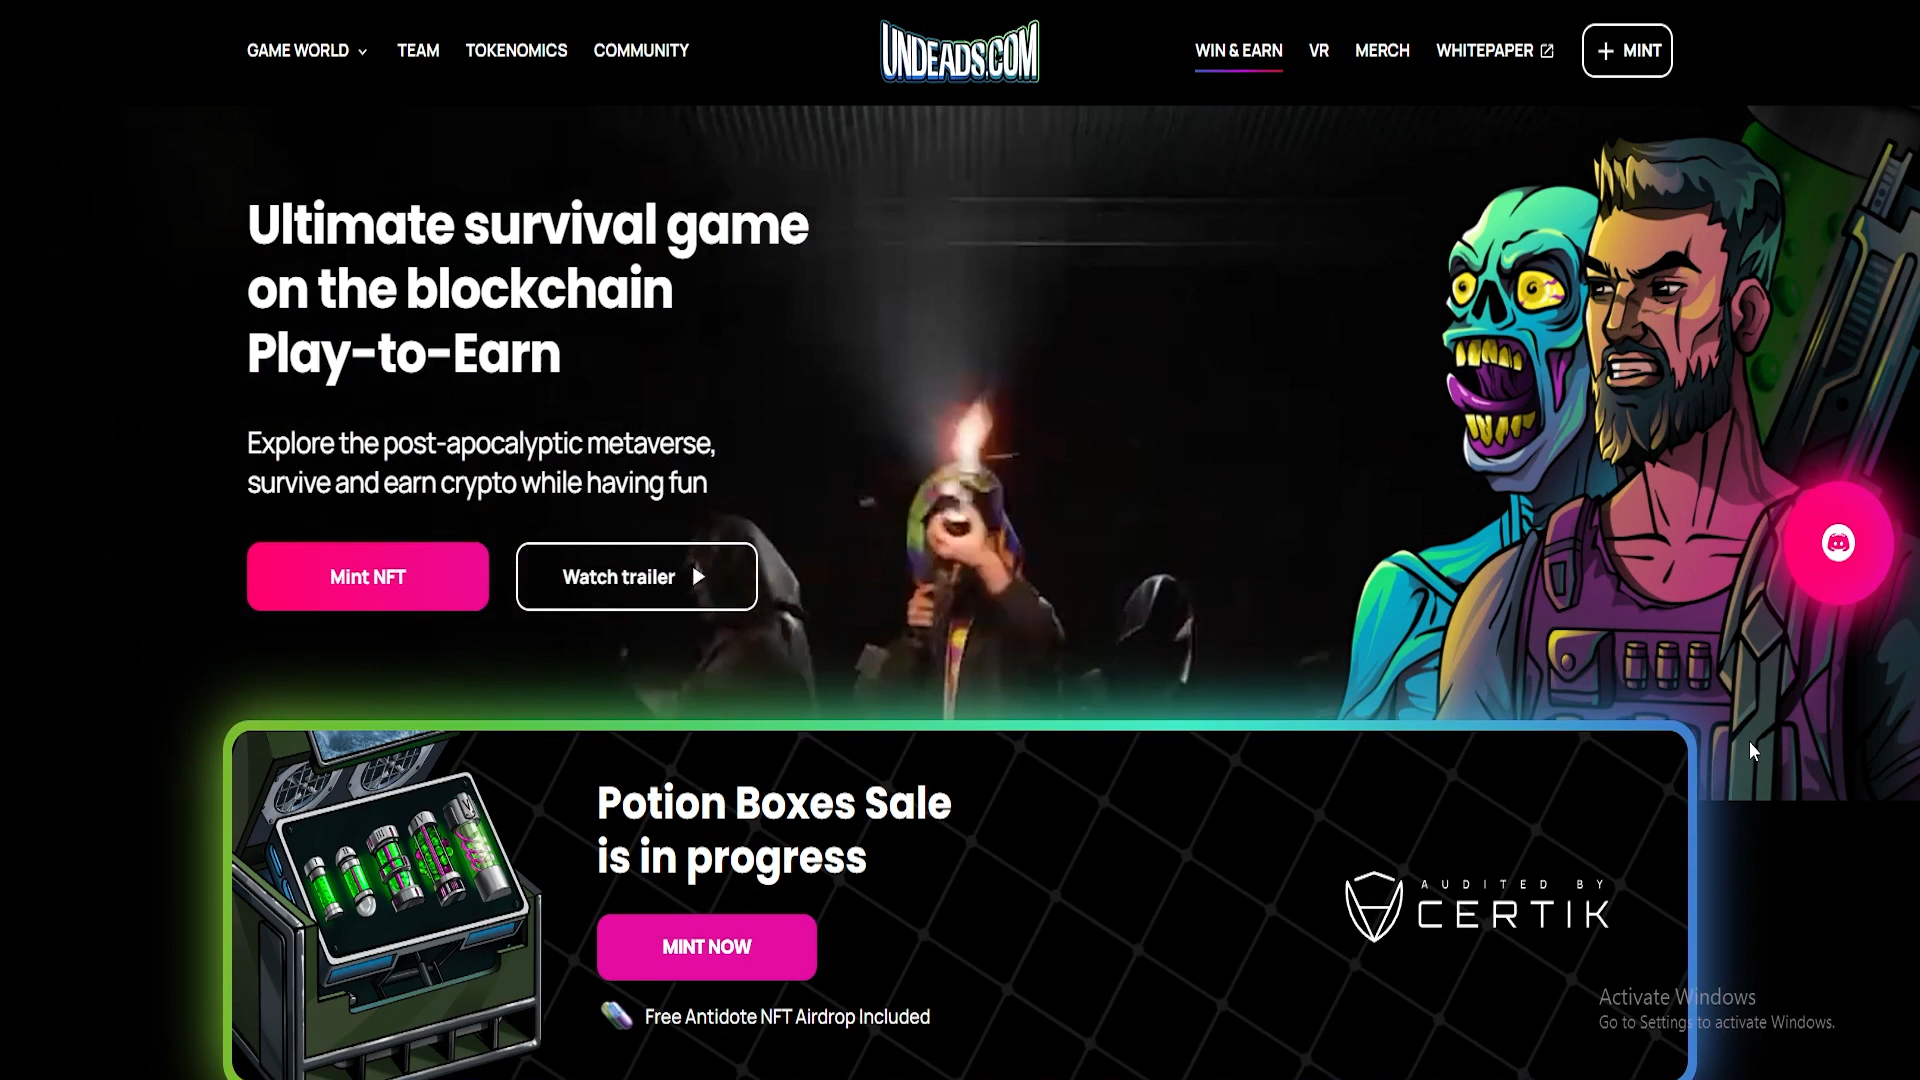 GAME WORLD
TEAM
TOKENOMICS
COMMUNITY
UNDEADS.COM
WIN & EARN
VR
MERCH
WHITEPAPER
+ MINT
Ultimate survival game
on the blockchain
Play-to-Earn
Explore the post-apocalyptic metaverse,
survive and earn crypto while having fun
Mint NFT
Watch trailer
Potion Boxes Sale
is in progress
MINT NOW
Free Antidote NFT Airdrop Included
AUDITED BY
CERTIK
Activate Windows
Go to Settings to activate Windows.